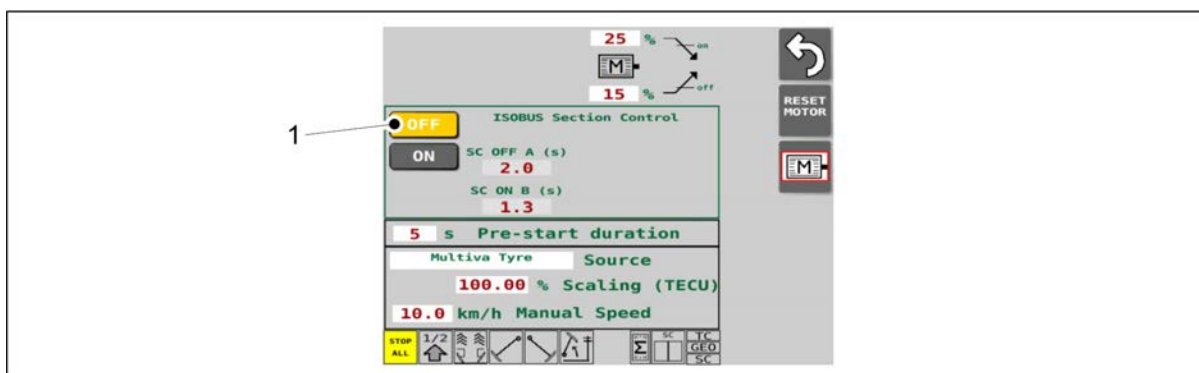 25 % on
M
15 % off
RESET
MOTOR
1
OFF
ISOBUS Section Control
ON
SC OFF A (s)
2.0
M
SC ON B (s)
1.3
5 s Pre-start duration
Multiva Tyre Source
100.00 % Scaling (TECU)
10.0 km/h Manual Speed
STOP
ALL
1/2
Σ
SC
TC
GEO
SC